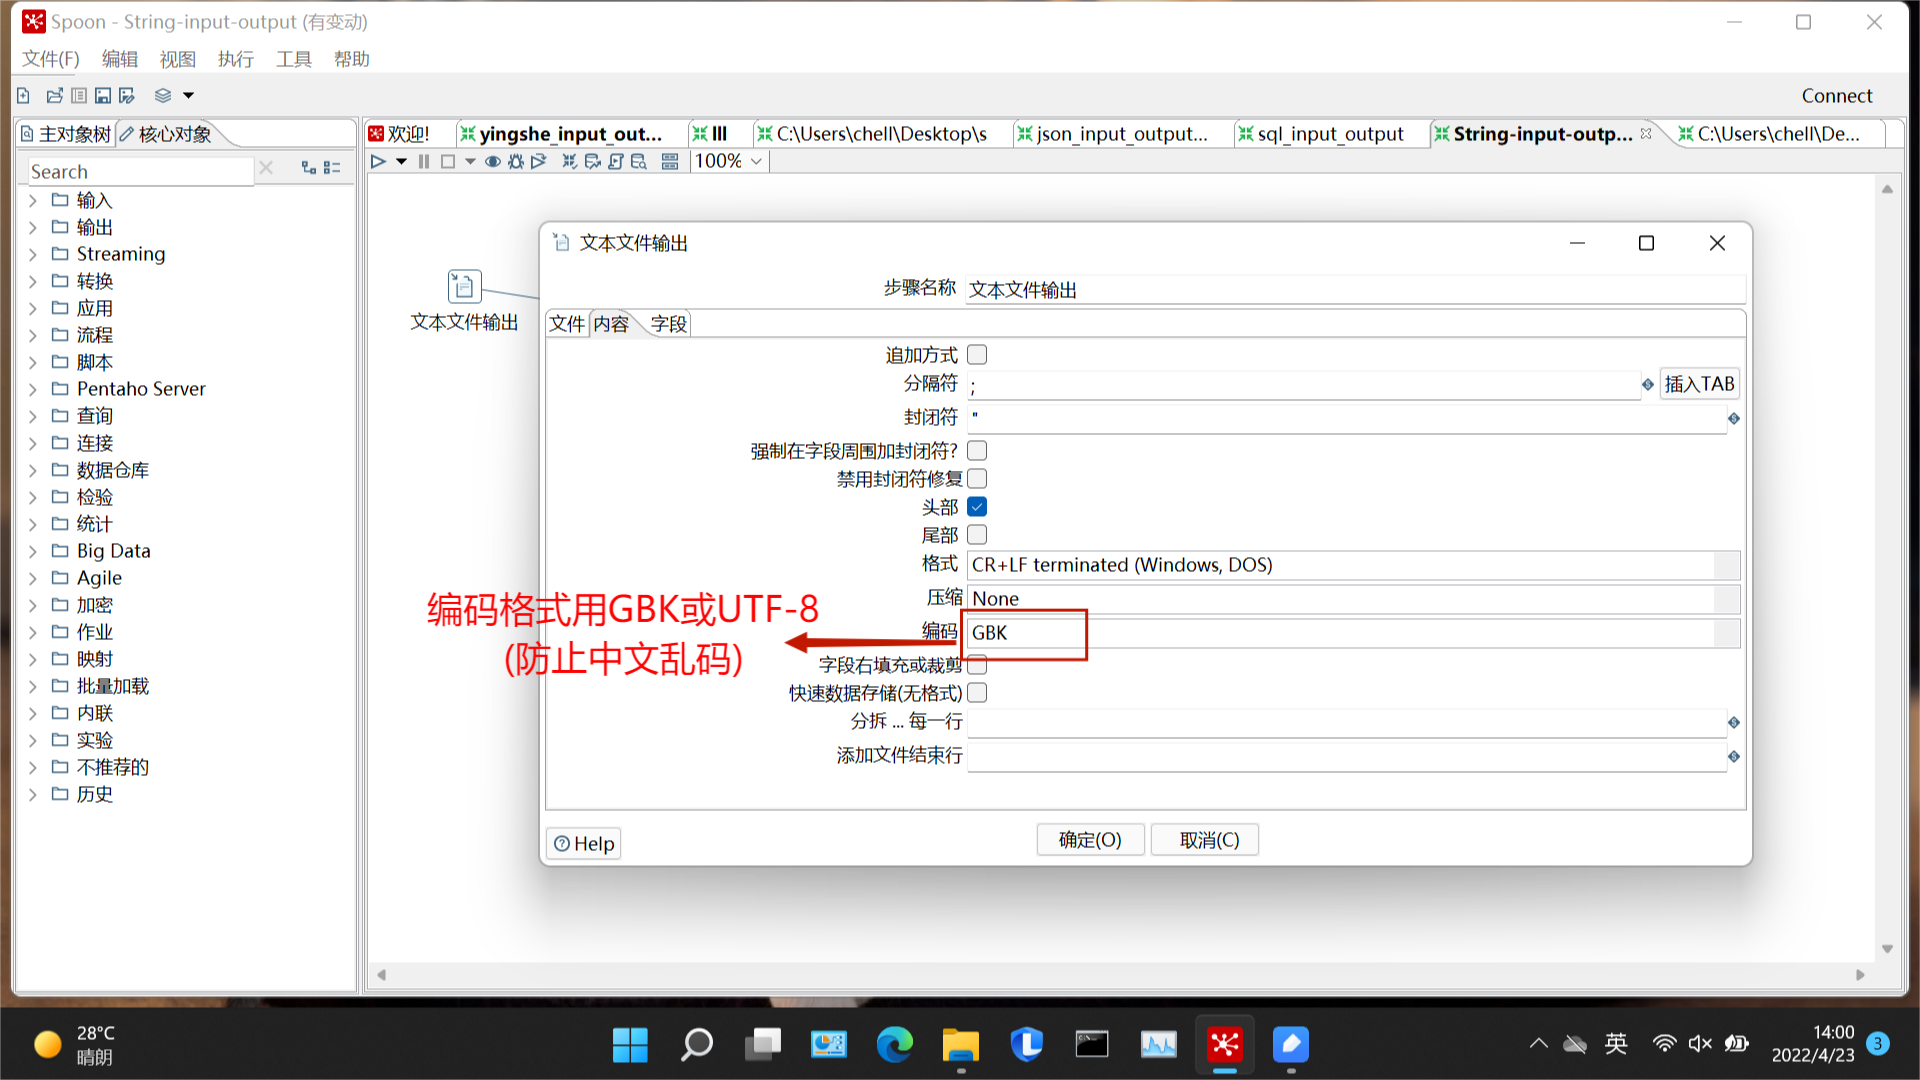 Spoon - String-input-output (有变动)
文件(F) 编辑 视图 执行 工具 帮助
Connect
主对象树 核心对象
欢迎! yingshe_input_out... lll C:\Users\chell\Desktop\s json_input_output... sql_input_output String-input-outp... C:\Users\chell\De...
100%
Search
输入
输出
Streaming
转换
应用
流程
脚本
Pentaho Server
查询
连接
数据仓库
检验
统计
Big Data
Agile
加密
作业
映射
批量加载
内联
实验
不推荐的
历史
文本文件输出
文本文件输出
步骤名称 文本文件输出
文件 内容 字段
追加方式
分隔符 ; 插入TAB
封闭符 "
强制在字段周围加封闭符?
禁用封闭符修复
头部
尾部
格式 CR+LF terminated (Windows, DOS)
压缩 None
编码 GBK
字段右填充或裁剪
快速数据存储(无格式)
分拆 ... 每一行
添加文件结束行
Help 确定(O) 取消(C)
编码格式用GBK或UTF-8
(防止中文乱码)
28°C
晴朗
英
14:00
2022/4/23
3